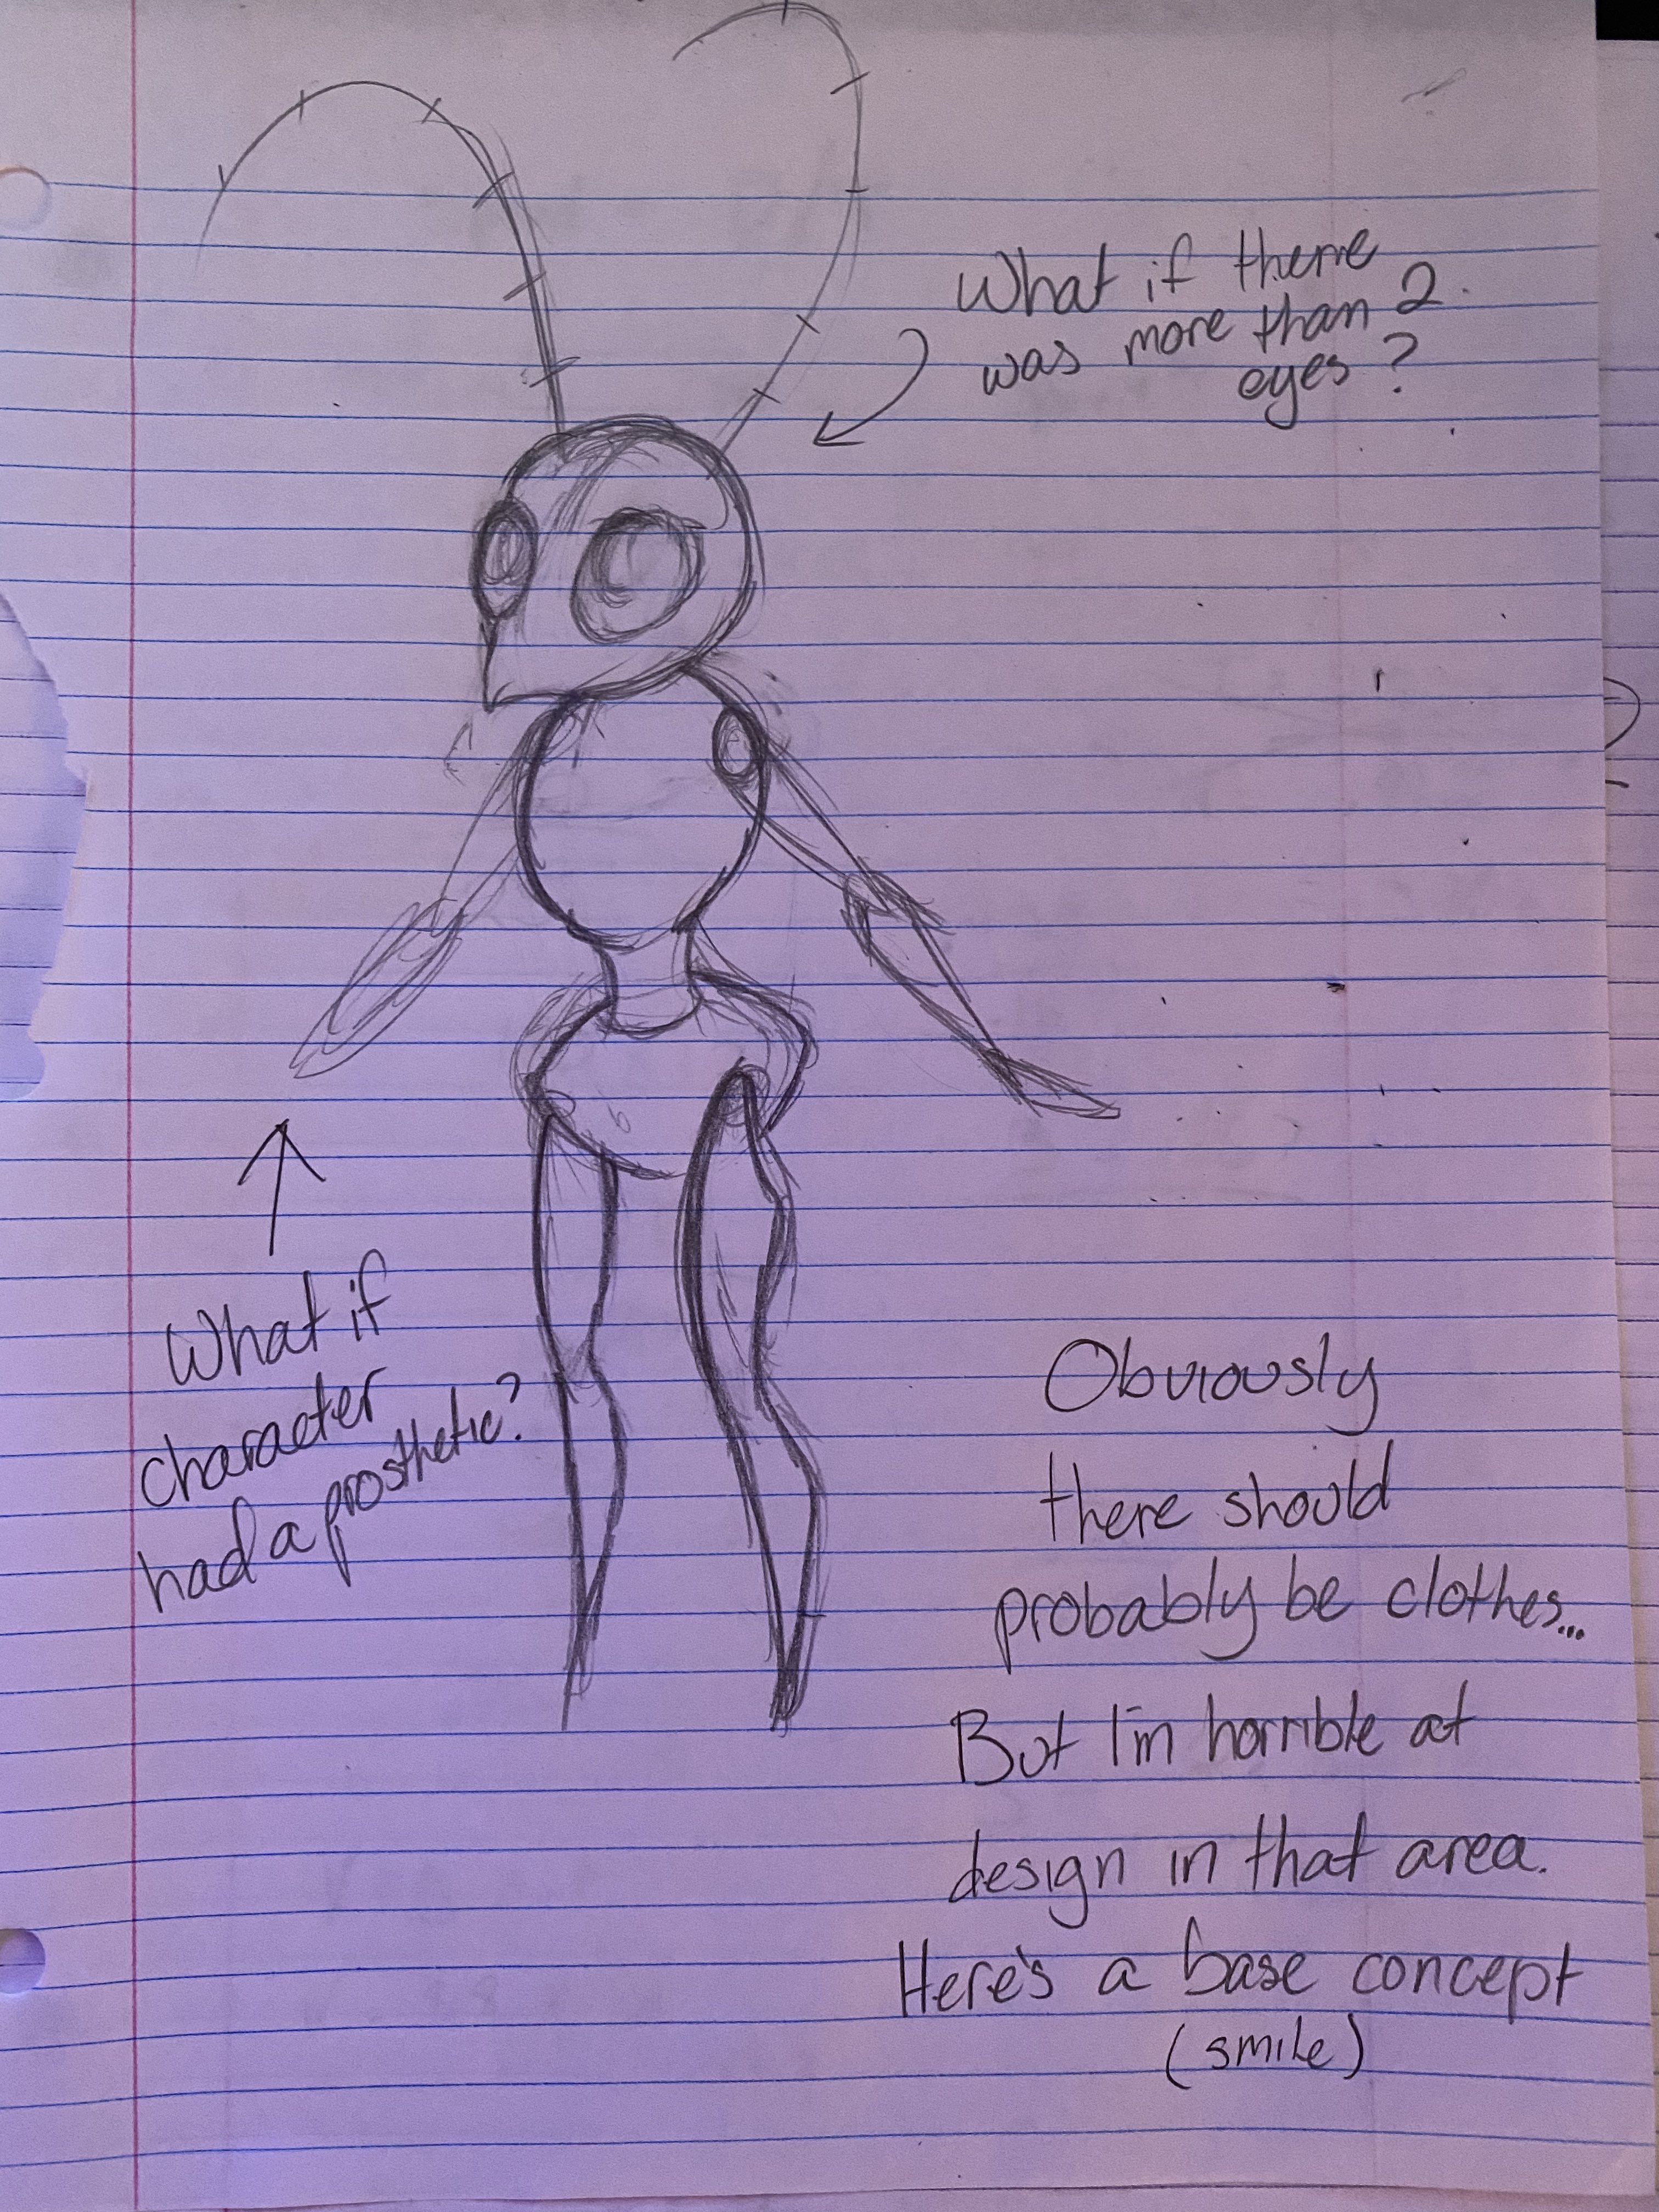 What if there
was more than 2
eyes?
What if
character
had a prosthetic?
Obviously
there should
probably be clothes...
But I'm horrible at
design in that area.
Here's a base concept
(smile)